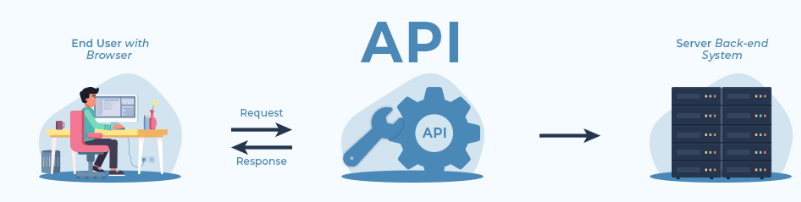 API
End User with
Browser
Server Back-end
System
Request
API
Response